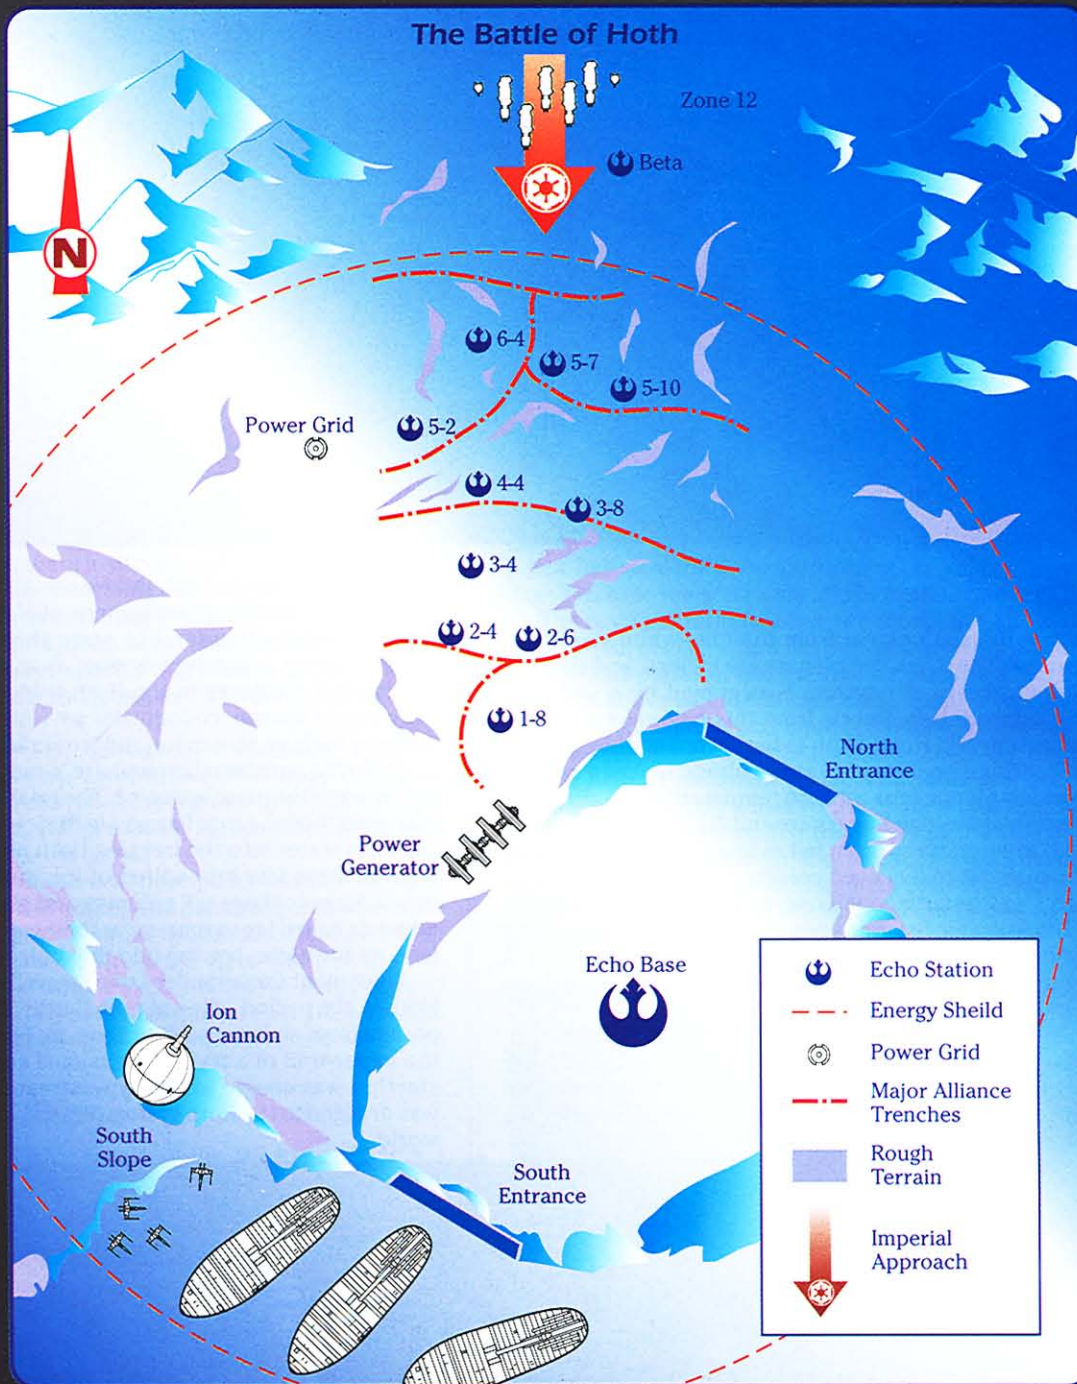 The Battle of Hoth
Zone 12
Beta
N
6-4
5-7
5-10
Power Grid
5-2
4-4
3-8
3-4
2-4
2-6
1-8
North
Entrance
Power
Generator
Echo Base
Ion
Cannon
South
Slope
South
Entrance
Echo Station
Energy Sheild
Power Grid
Major Alliance
Trenches
Rough
Terrain
Imperial
Approach